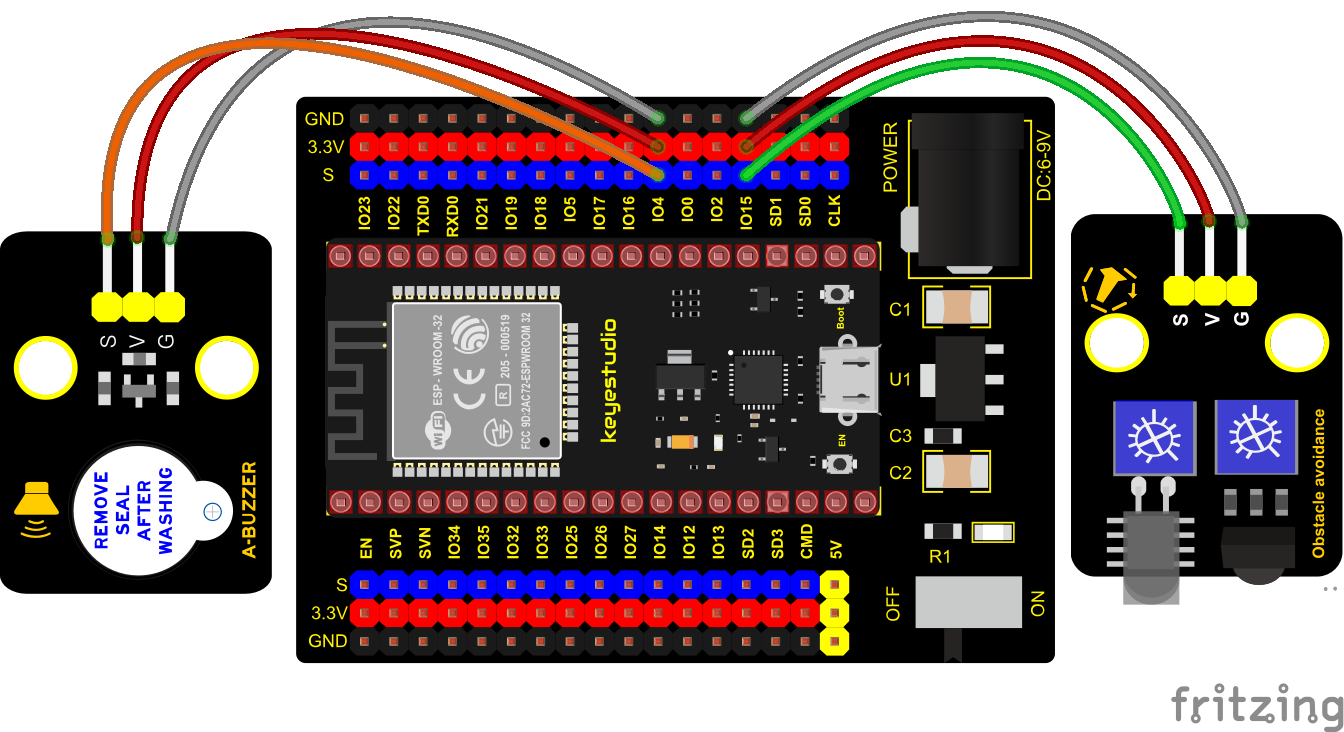 GND
3.3V
S
IO23
IO22
TXD0
RXD0
IO21
IO19
IO18
IO5
IO17
IO16
IO4
IO0
IO2
IO15
SD1
SD0
CLK
POWER
DC:6-9V
S
V
G
REMOVE
SEAL
AFTER
WASHING
A-BUZZER
WiFi
ESP - WROOM-32
CE
R
205 - 000519
FCC 9D:2AC72-ESPWROOM 32
keyestudio
Boot
EN
C1
U1
C3
C2
R1
OFF
ON
EN
SVP
SVN
IO34
IO35
IO32
IO33
IO25
IO26
IO27
IO14
IO12
IO13
SD2
SD3
CMD
5V
S
3.3V
GND
S
V
G
Obstacle avoidance
fritzing